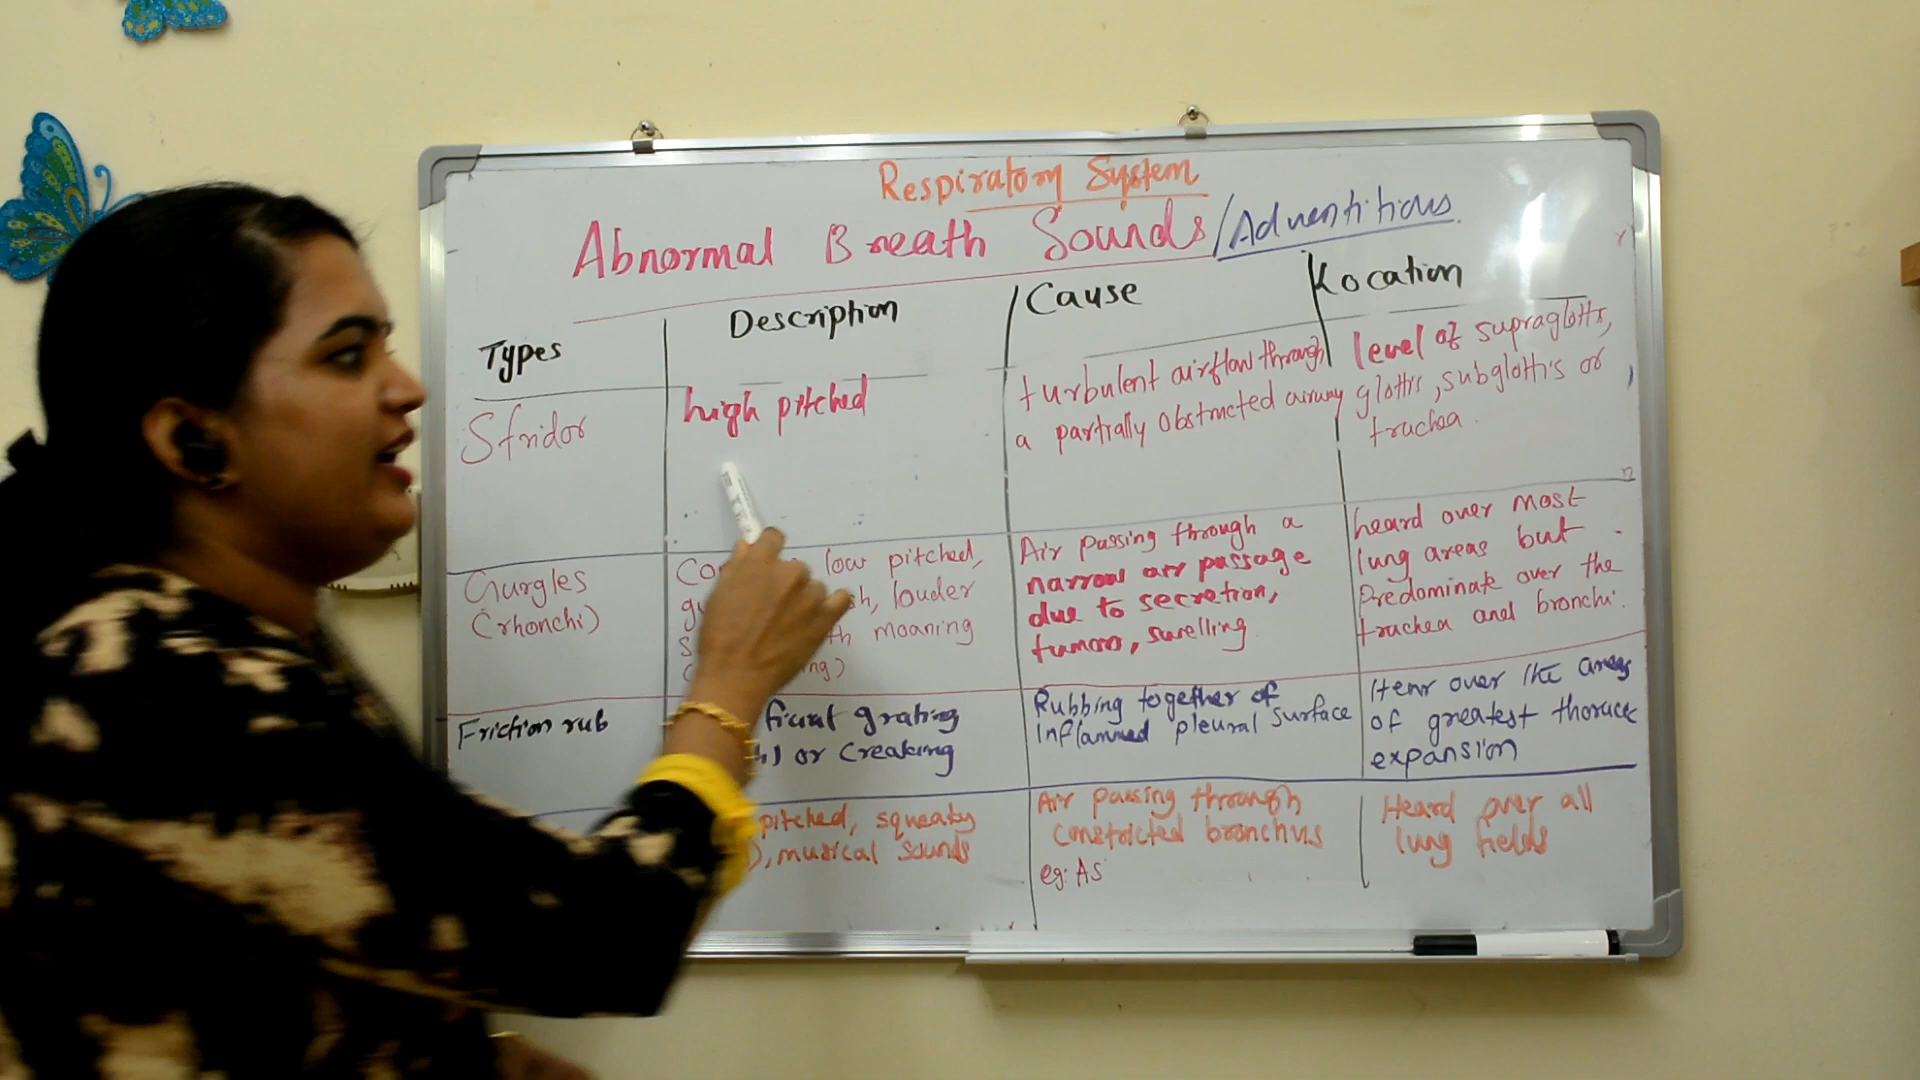 Respiratory System
Abnormal Breath Sounds/Adventitious
Types
Description
Cause
Location
Stridor
high pitched
turbulent airflow through
a partially obstructed airway
level of supraglottis,
glottis, subglottis or
trachea.
Gurgles
(rhonchi)
low pitched,
louder
moaning
Air passing through a
narrow air passage
due to secretion,
tumors, swelling
heard over most
lung areas but
Predominate over the
trachea and bronchi.
Friction rub
grating
or creaking
Rubbing together of
inflammed pleural surface
over the areas
of greatest thoracic
expansion
pitched, squeaky
musical sounds
Air passing through
constricted bronchus
eg: AS
Heard over all
lung fields